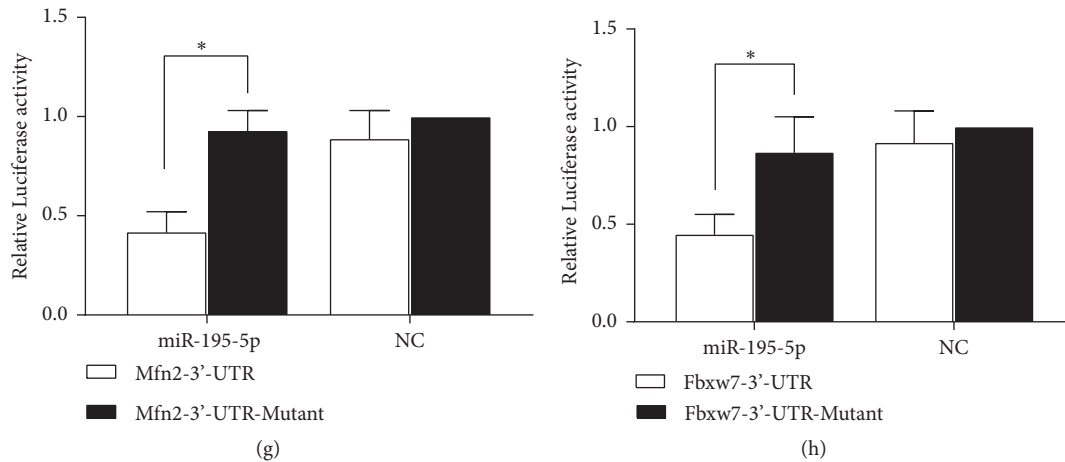 Relative Luciferase activity
1.5
1.0
0.5
0.0
*
miR-195-5p
NC
Mfn2-3'-UTR
Mfn2-3'-UTR-Mutant
(g)
Relative Luciferase activity
1.5
1.0
0.5
0.0
*
miR-195-5p
NC
Fbxw7-3'-UTR
Fbxw7-3'-UTR-Mutant
(h)